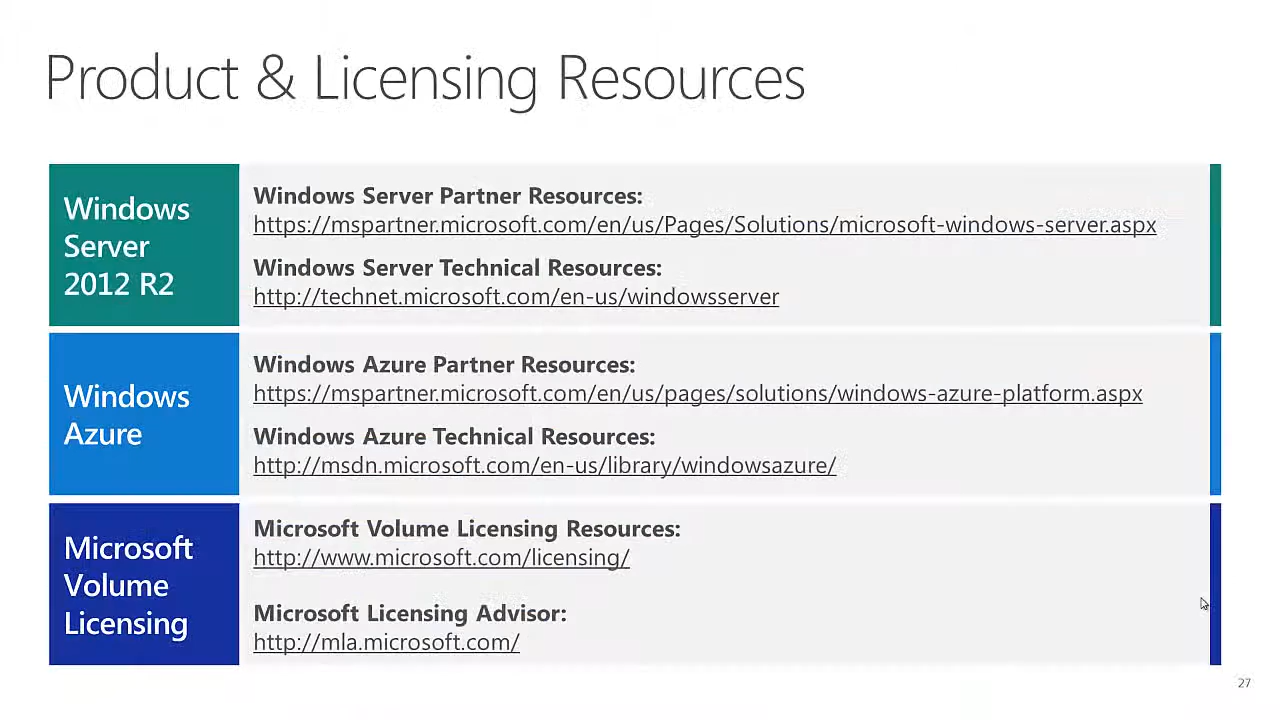 Product & Licensing Resources
Windows
Server
2012 R2
Windows Server Partner Resources:
https://mspartner.microsoft.com/en/us/Pages/Solutions/microsoft-windows-server.aspx
Windows Server Technical Resources:
http://technet.microsoft.com/en-us/windowsserver
Windows
Azure
Windows Azure Partner Resources:
https://mspartner.microsoft.com/en/us/pages/solutions/windows-azure-platform.aspx
Windows Azure Technical Resources:
http://msdn.microsoft.com/en-us/library/windowsazure/
Microsoft
Volume
Licensing
Microsoft Volume Licensing Resources:
http://www.microsoft.com/licensing/
Microsoft Licensing Advisor:
http://mla.microsoft.com/
27